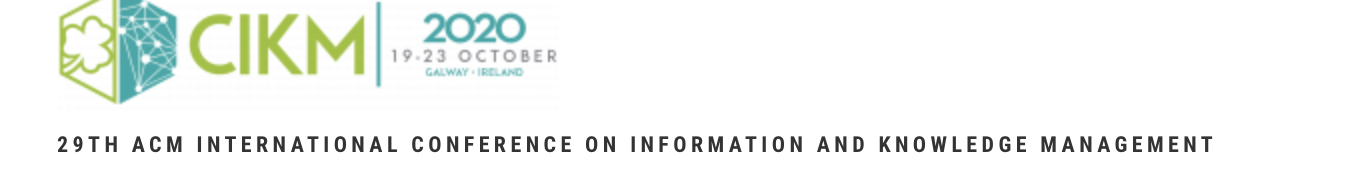 CIKM
2020
19-23 OCTOBER
GALWAY · IRELAND
29TH ACM INTERNATIONAL CONFERENCE ON INFORMATION AND KNOWLEDGE MANAGEMENT